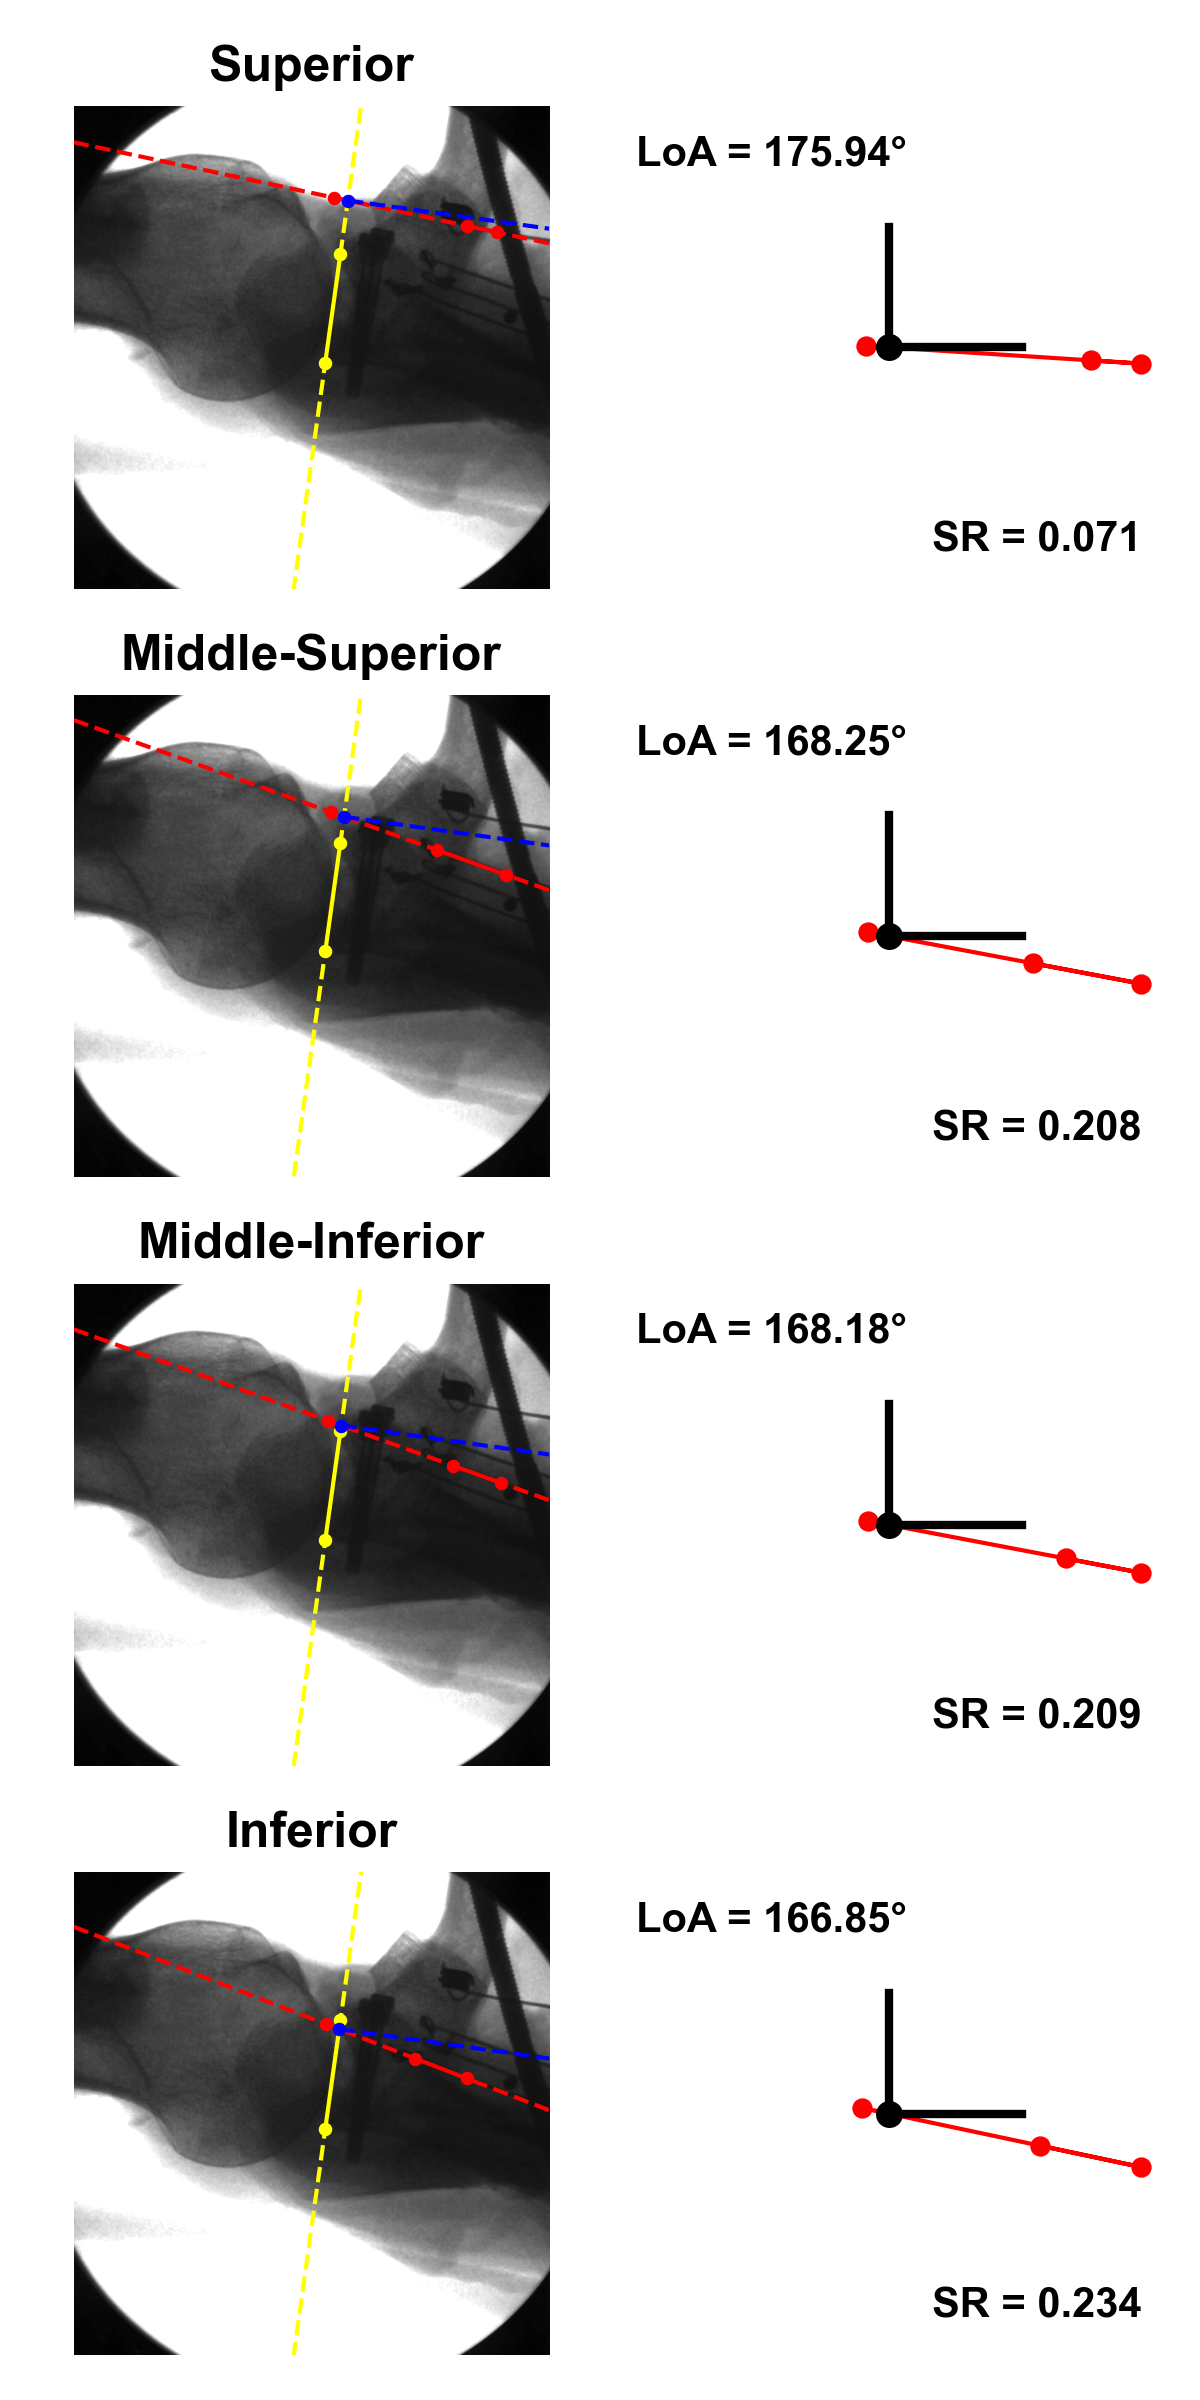 Superior
LoA = 175.94°
SR = 0.071
Middle-Superior
LoA = 168.25°
SR = 0.208
Middle-Inferior
LoA = 168.18°
SR = 0.209
Inferior
LoA = 166.85°
SR = 0.234